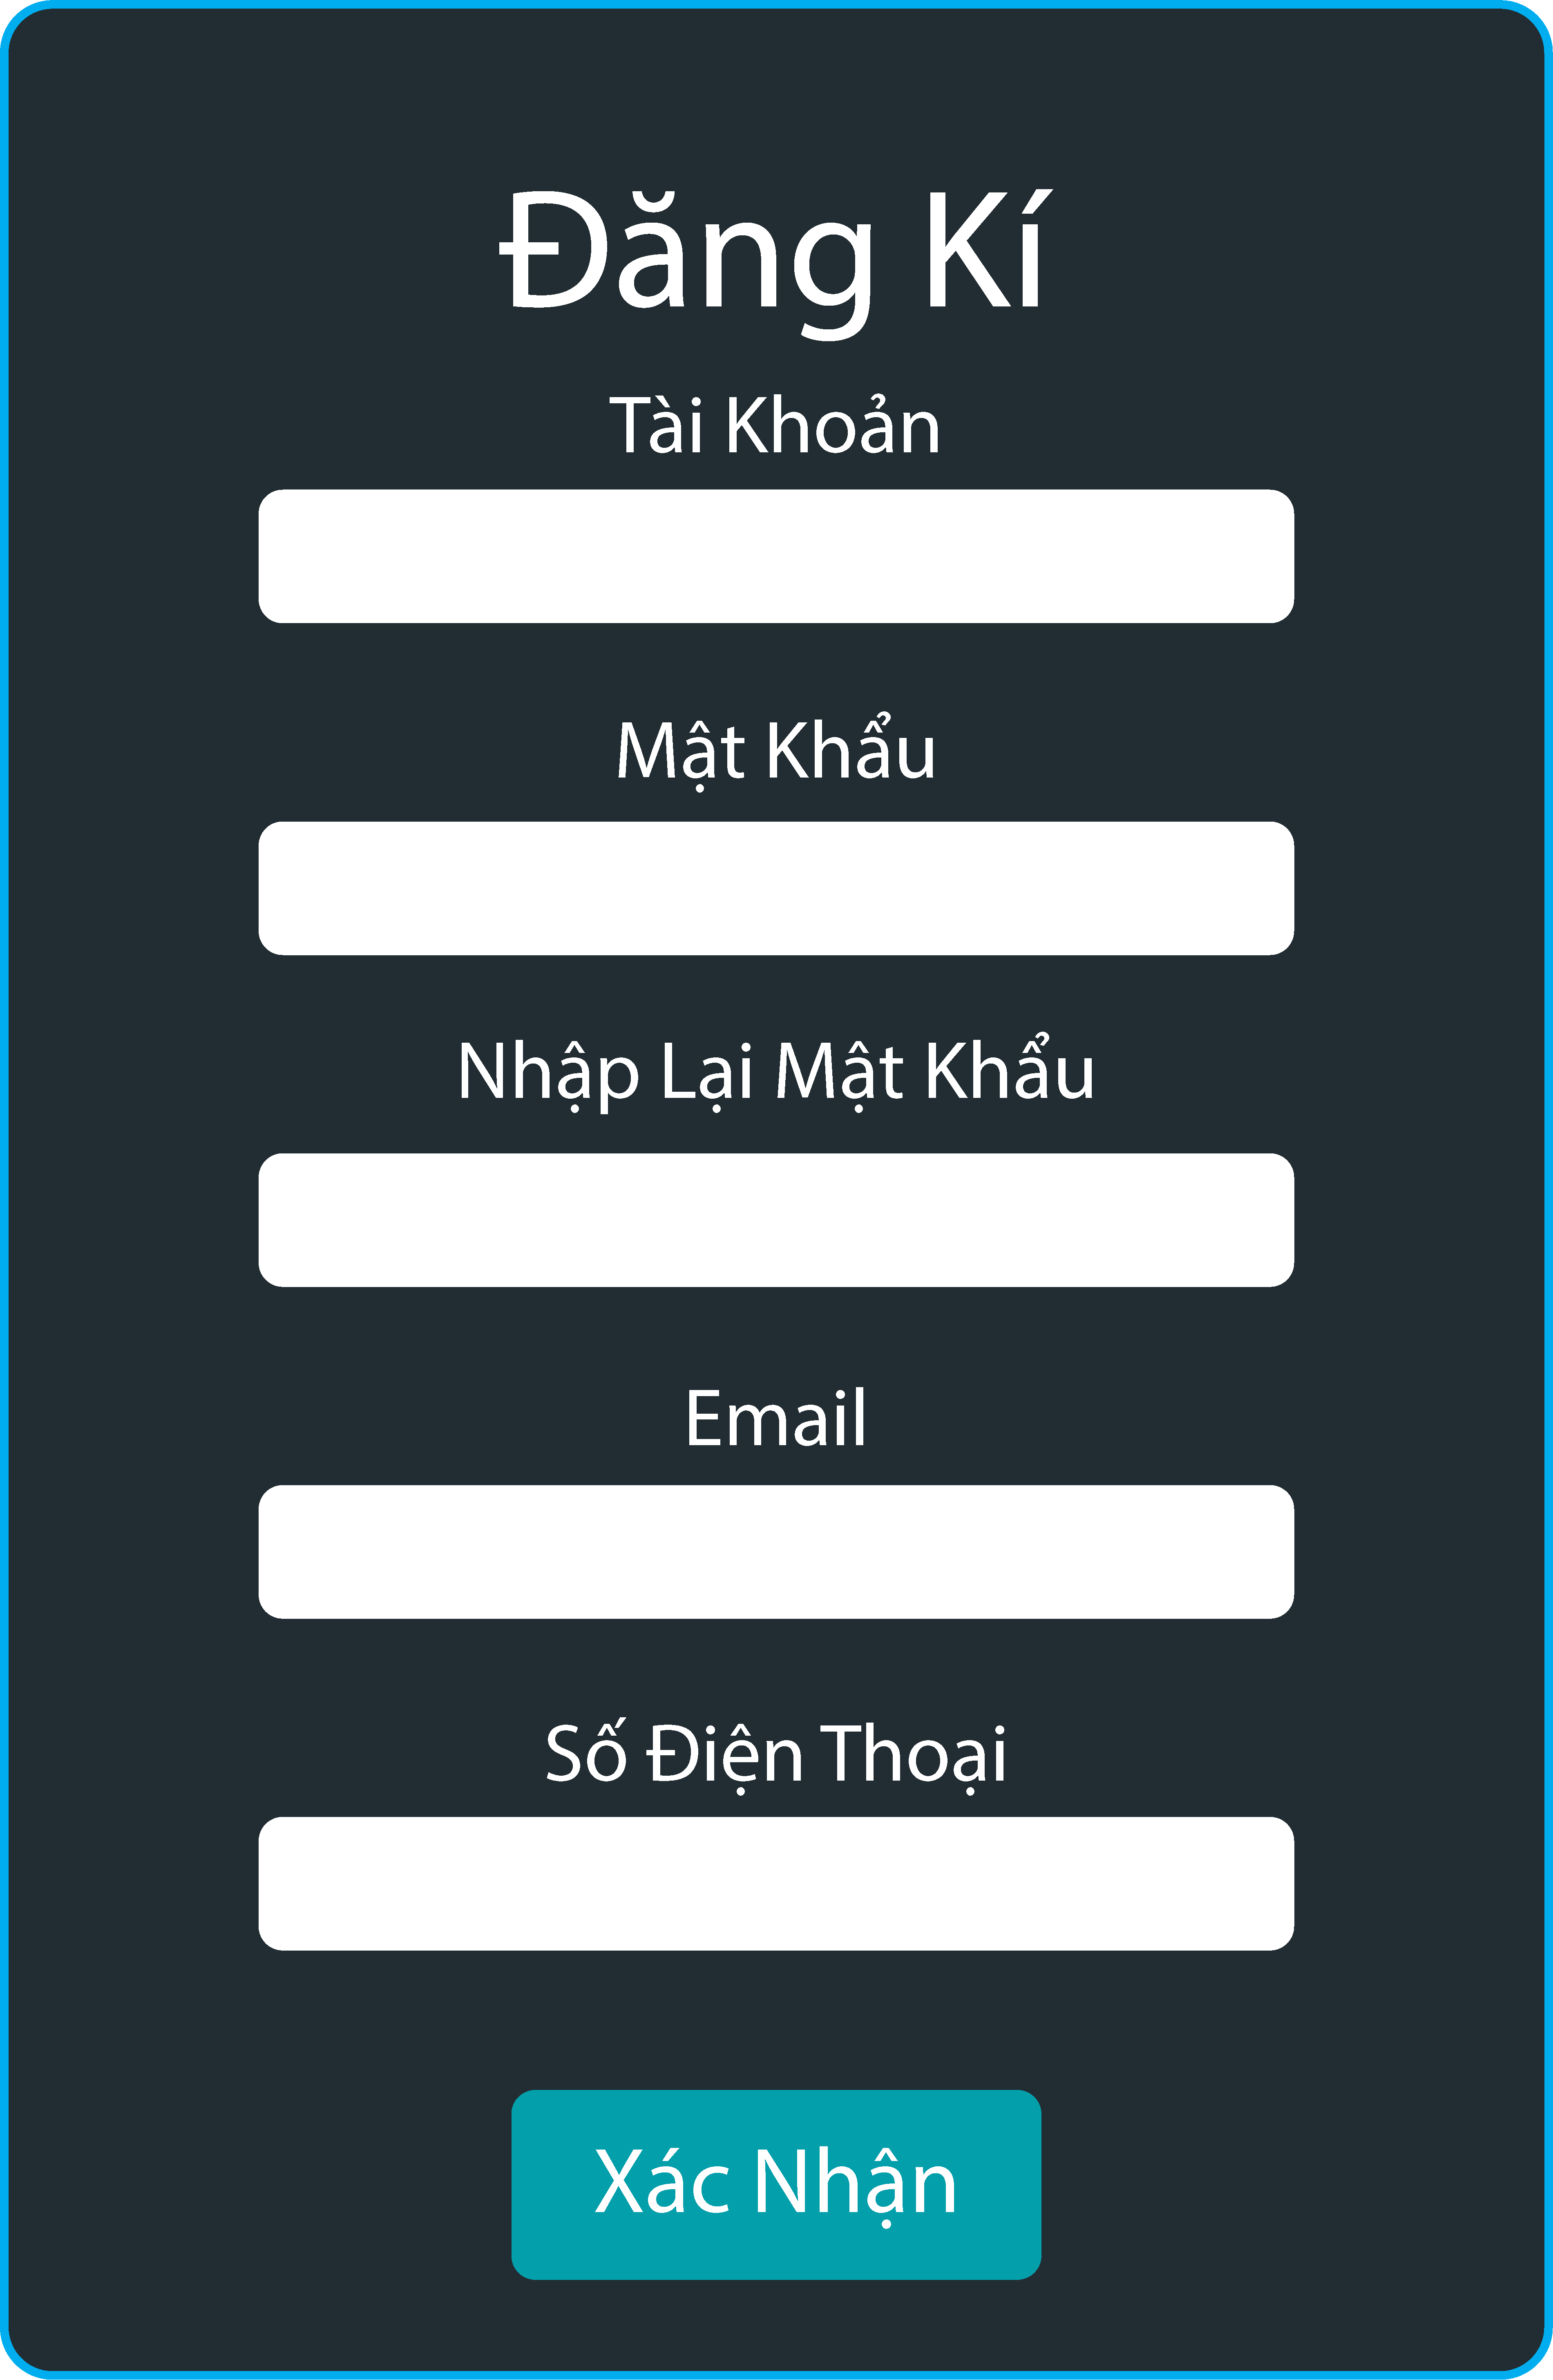 Đăng Kí
Tài Khoản
Mật Khẩu
Nhập Lại Mật Khẩu
Email
Số Điện Thoại
Xác Nhận